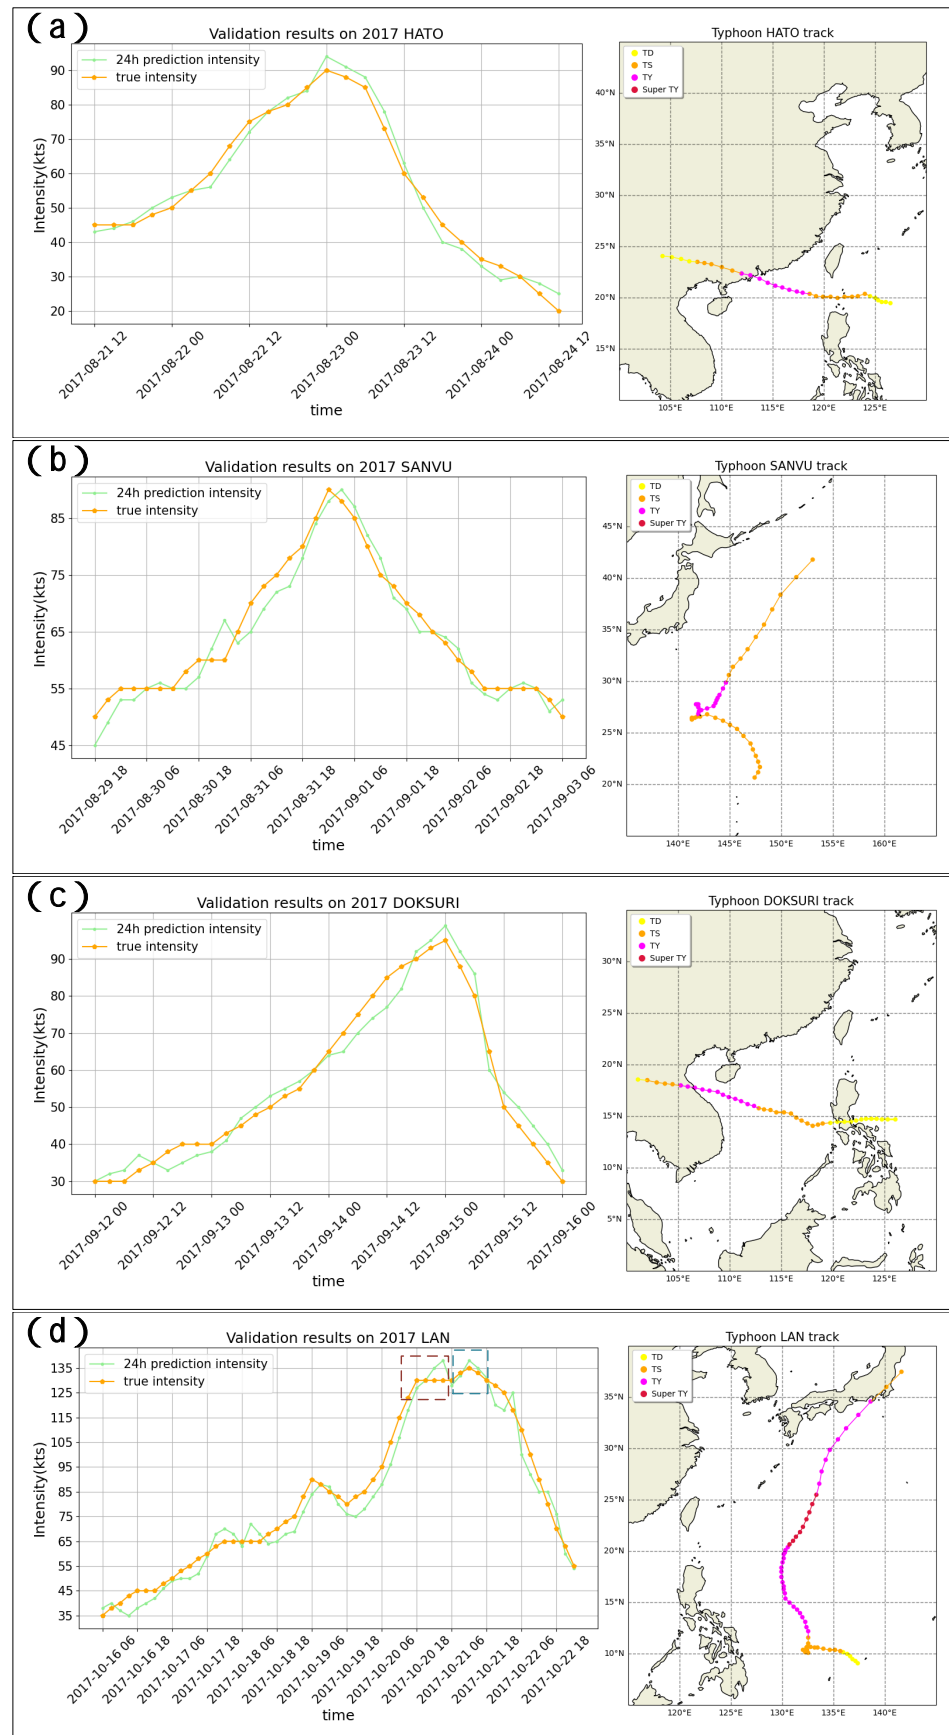 (a)
Validation results on 2017 HATO
24h prediction intensity
true intensity
Intensity(kts)
90
80
70
60
50
40
30
20
2017-08-21 12
2017-08-22 00
2017-08-22 12
2017-08-23 00
2017-08-23 12
2017-08-24 00
2017-08-24 12
time
Typhoon HATO track
TD
TS
TY
Super TY
40°N
35°N
30°N
25°N
20°N
15°N
105°E
110°E
115°E
120°E
125°E
(b)
Validation results on 2017 SANVU
24h prediction intensity
true intensity
Intensity(kts)
85
75
65
55
45
2017-08-29 18
2017-08-30 06
2017-08-30 18
2017-08-31 06
2017-08-31 18
2017-09-01 06
2017-09-01 18
2017-09-02 06
2017-09-02 18
2017-09-03 06
time
Typhoon SANVU track
TD
TS
TY
Super TY
45°N
40°N
35°N
30°N
25°N
20°N
140°E
145°E
150°E
155°E
160°E
(c)
Validation results on 2017 DOKSURI
24h prediction intensity
true intensity
Intensity(kts)
90
80
70
60
50
40
30
2017-09-12 00
2017-09-12 12
2017-09-13 00
2017-09-13 12
2017-09-14 00
2017-09-14 12
2017-09-15 00
2017-09-15 12
2017-09-16 00
time
Typhoon DOKSURI track
TD
TS
TY
Super TY
30°N
25°N
20°N
15°N
10°N
5°N
105°E
110°E
115°E
120°E
125°E
(d)
Validation results on 2017 LAN
24h prediction intensity
true intensity
Intensity(kts)
135
125
115
105
95
85
75
65
55
45
35
2017-10-16 06
2017-10-16 18
2017-10-17 06
2017-10-17 18
2017-10-18 06
2017-10-18 18
2017-10-19 06
2017-10-19 18
2017-10-20 06
2017-10-20 18
2017-10-21 06
2017-10-21 18
2017-10-22 06
2017-10-22 18
time
Typhoon LAN track
TD
TS
TY
Super TY
35°N
30°N
25°N
20°N
15°N
10°N
120°E
130°E
140°E